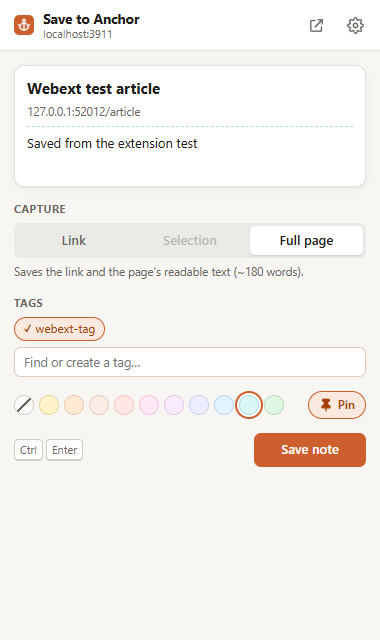 Save to Anchor
localhost:3911
Webext test article
127.0.0.1:52012/article
Saved from the extension test
CAPTURE
Link Selection Full page
Saves the link and the page's readable text (~180 words).
TAGS
✓ webext-tag
Find or create a tag...
Pin
Ctrl Enter Save note